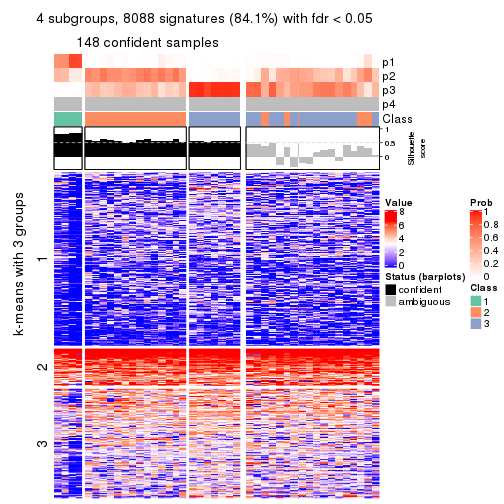 4 subgroups, 8088 signatures (84.1%) with fdr < 0.05
148 confident samples
p1
p2
p3
p4
Class
1
0.5
0
Silhouette
score
k-means with 3 groups
1
2
3
Value
8
6
4
2
0
Status (barplots)
confident
ambiguous
Prob
1
0.8
0.6
0.4
0.2
0
Class
1
2
3